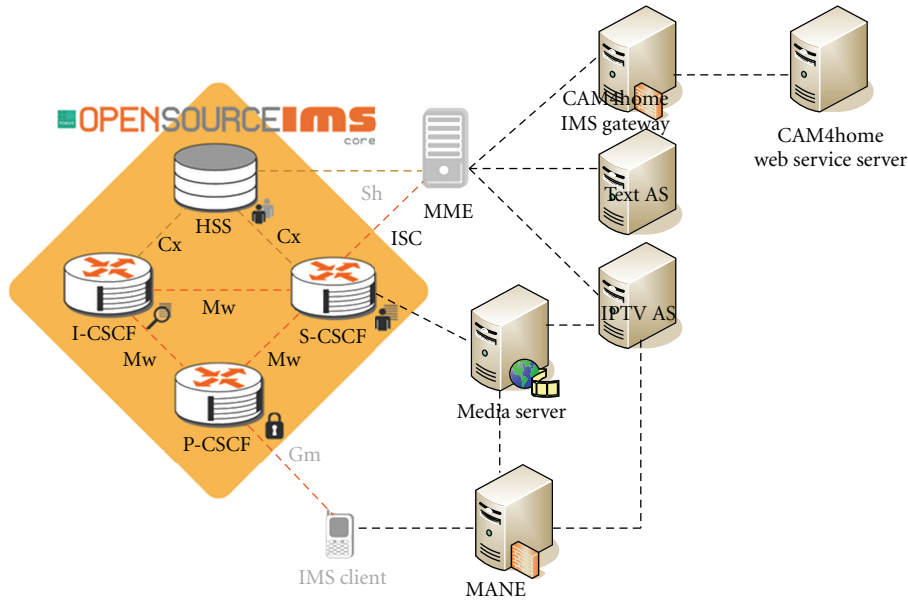 CAM4home
IMS gateway
CAM4home
web service server
OPENSOURCEIMS
core
Sh
MME
Text AS
HSS
ISC
Cx
Cx
IPTV AS
Mw
I-CSCF
S-CSCF
Mw
Mw
Media server
P-CSCF
Gm
IMS client
MANE